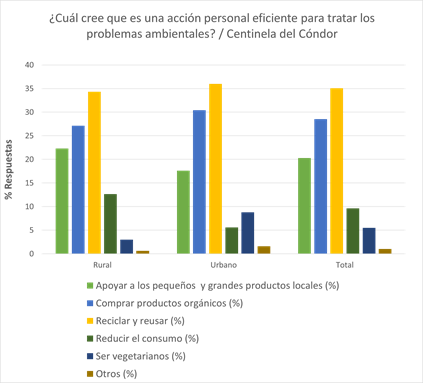 ¿Cuál cree que es una acción personal eficiente para tratar los
problemas ambientales? / Centinela del Cóndor
% Respuestas
40
35
30
25
20
15
10
5
0
Rural
Urbano
Total
Apoyar a los pequeños y grandes productos locales (%)
Comprar productos orgánicos (%)
Reciclar y reusar (%)
Reducir el consumo (%)
Ser vegetarianos (%)
Otros (%)